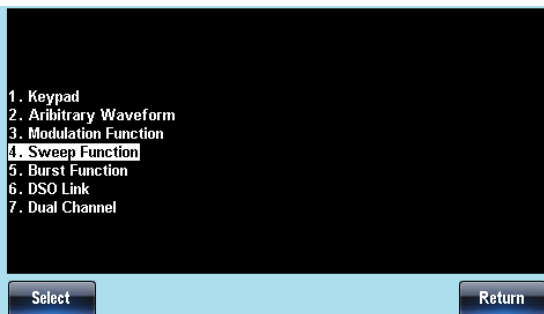 1. Keypad
2. Aribitrary Waveform
3. Modulation Function
4. Sweep Function
5. Burst Function
6. DSO Link
7. Dual Channel
Select
Return